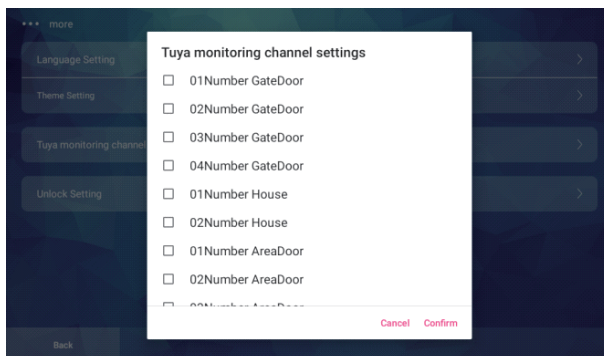 ••• more
Language Setting
Theme Setting
Tuya monitoring channel
Unlock Setting
Tuya monitoring channel settings
01Number GateDoor
02Number GateDoor
03Number GateDoor
04Number GateDoor
01Number House
02Number House
01Number AreaDoor
02Number AreaDoor
Cancel Confirm
Back